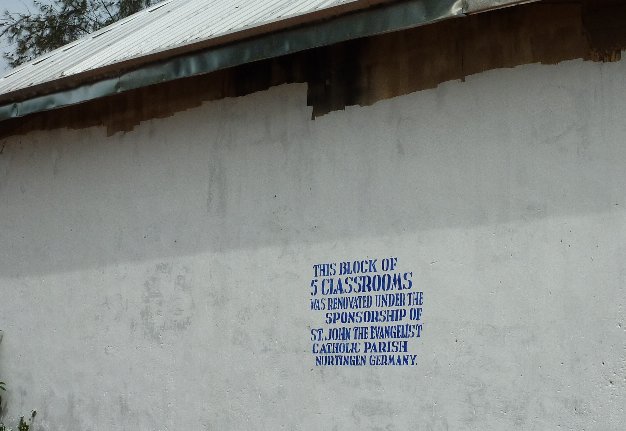 THIS BLOCK OF
5 CLASSROOMS
WAS RENOVATED UNDER THE
SPONSORSHIP OF
ST. JOHN THE EVANGELIST
CATHOLIC PARISH
NURTINGEN GERMANY.